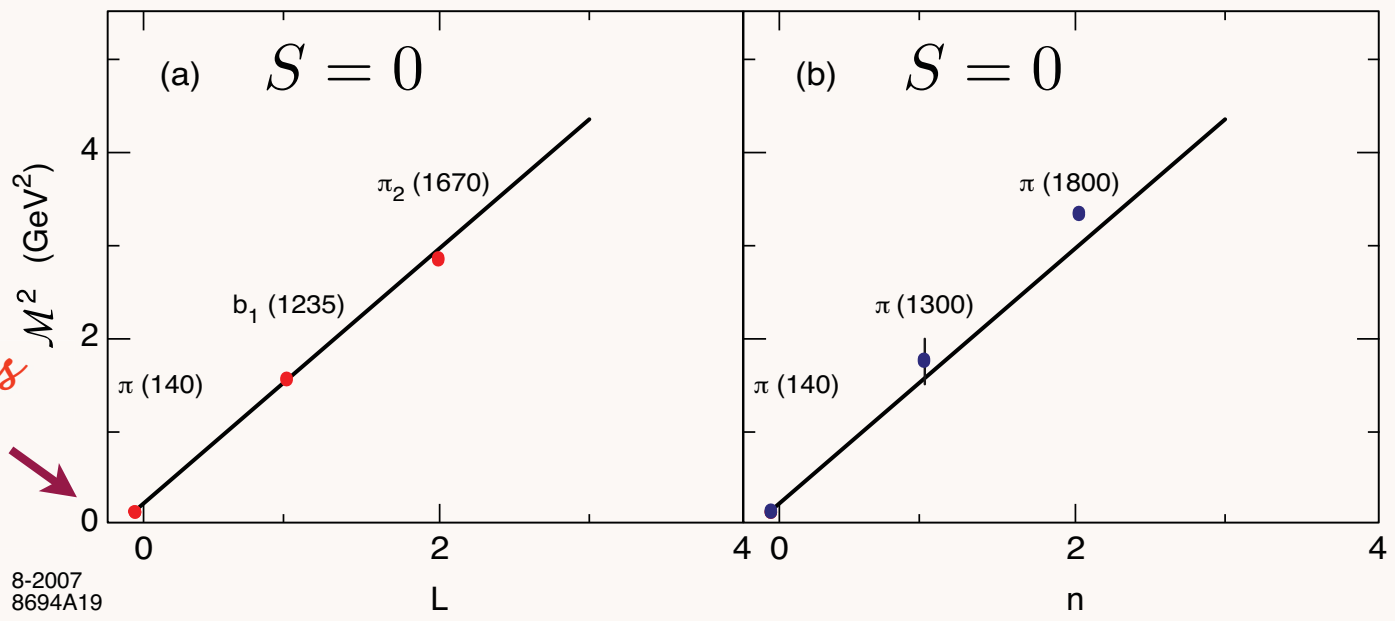 (a) S = 0
(b) S = 0
4
π₂ (1670)
π (1800)
ℳ² (GeV²)
b₁ (1235)
π (1300)
2
s
π (140)
π (140)
0
0 2 4
0 2 4
L
n
8-2007
8694A19